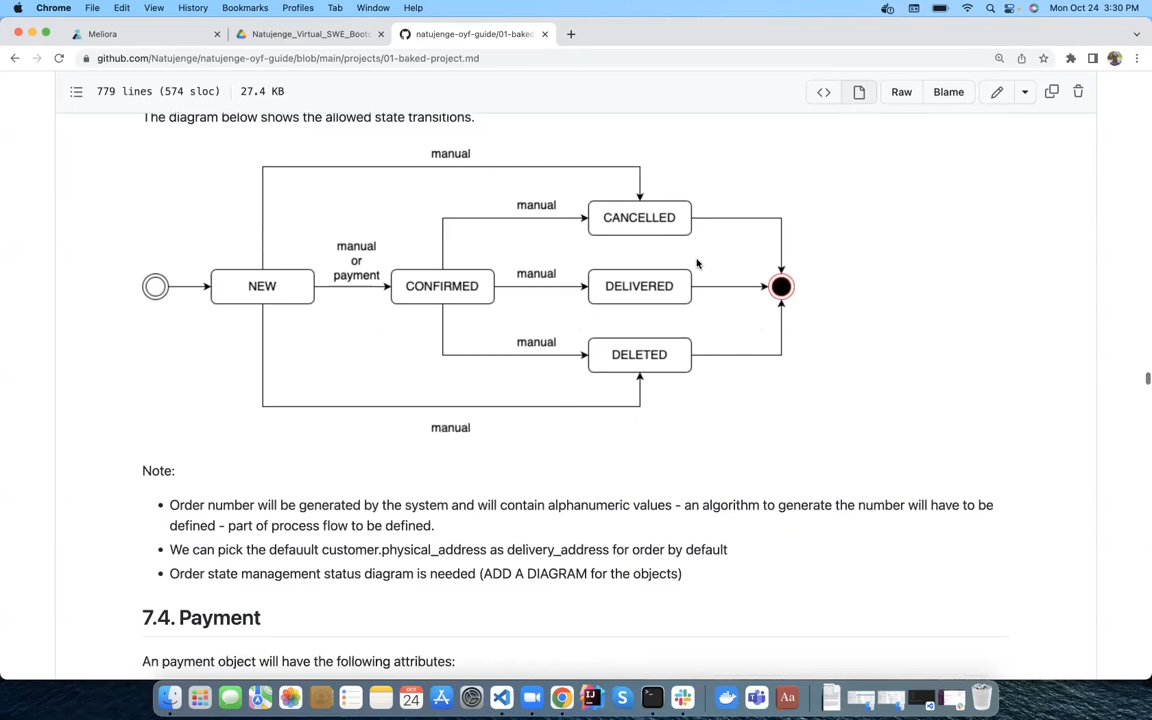 Chrome File Edit View History Bookmarks Profiles Tab Window Help Mon Oct 24 3:30 PM
Meliora Natujenge_Virtual_SWE_Bootc natujenge-oyf-guide/01-baked-
github.com/Natujenge/natujenge-oyf-guide/blob/main/projects/01-baked-project.md
779 lines (574 sloc) 27.4 KB Raw Blame
The diagram below shows the allowed state transitions.
manual
manual
CANCELLED
manual
or
payment
manual
NEW
CONFIRMED
DELIVERED
manual
DELETED
manual
Note:
• Order number will be generated by the system and will contain alphanumeric values - an algorithm to generate the number will have to be
defined - part of process flow to be defined.
• We can pick the defauult customer.physical_address as delivery_address for order by default
• Order state management status diagram is needed (ADD A DIAGRAM for the objects)
7.4. Payment
An payment object will have the following attributes:
OCT
24
Aa